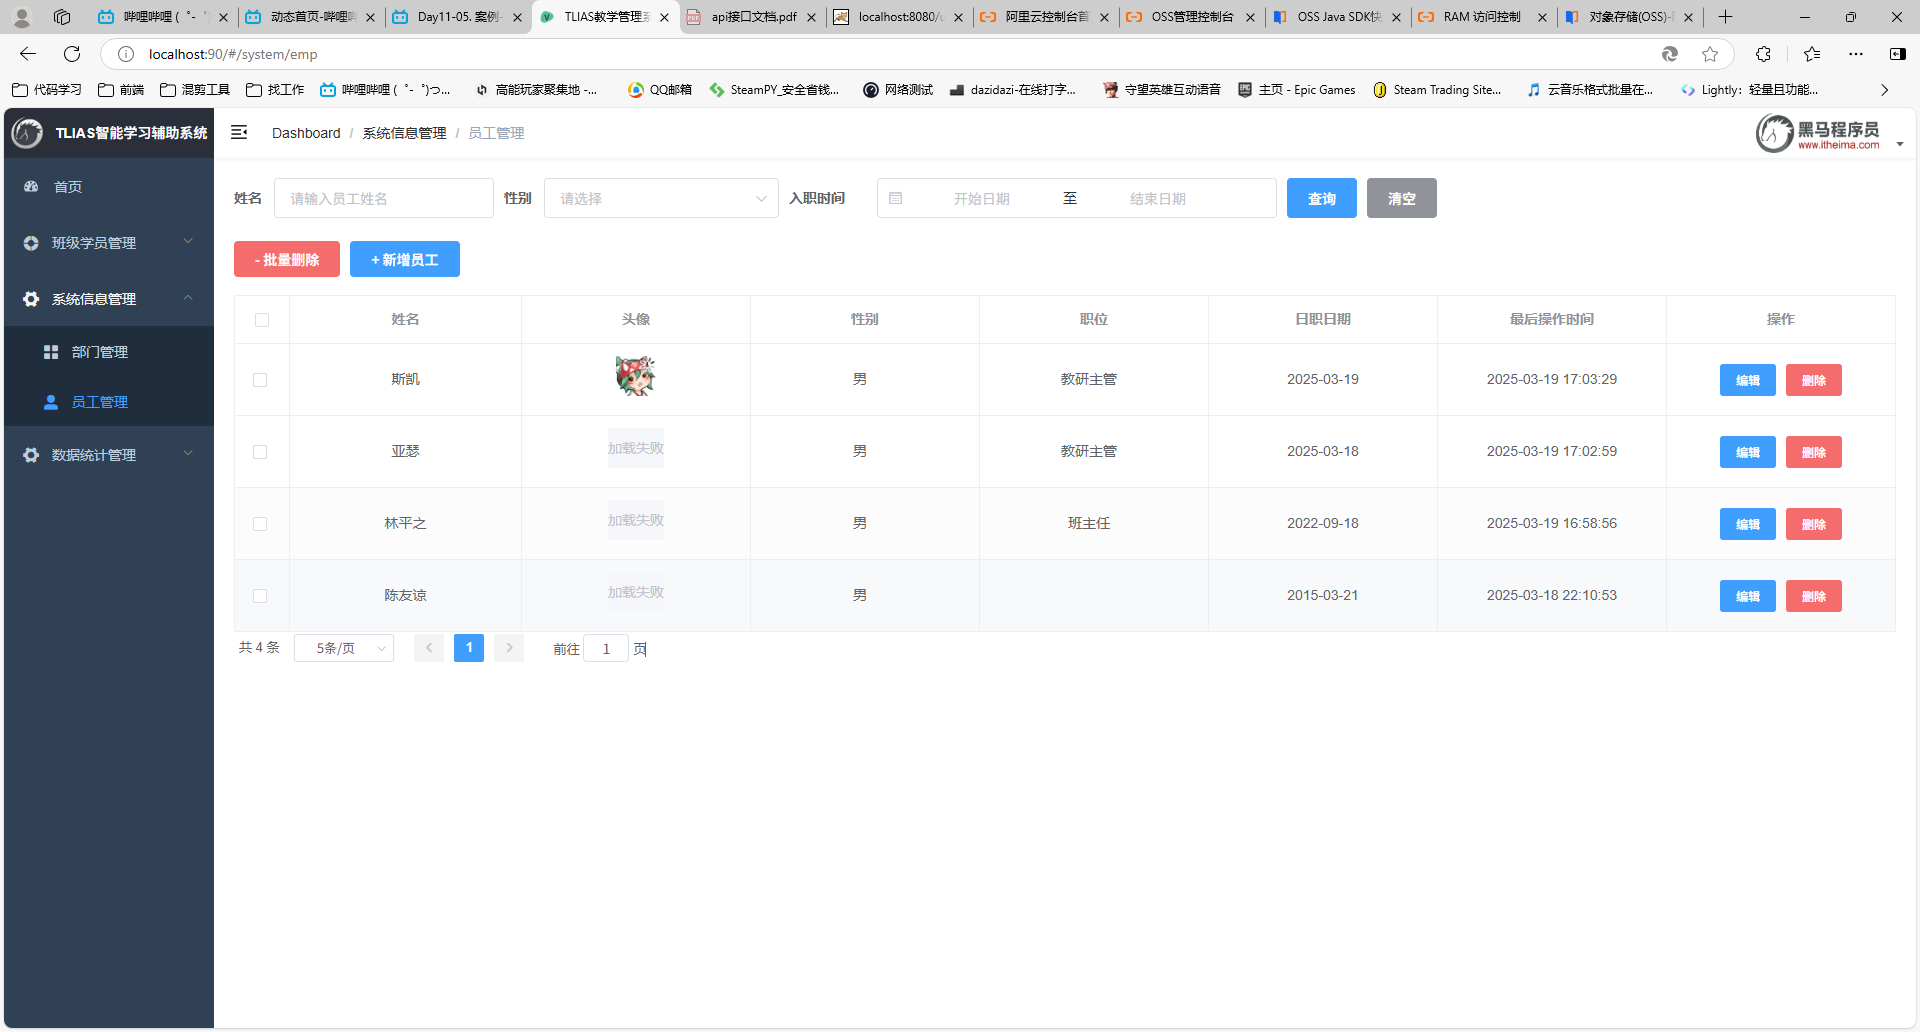 哔哩哔哩 (゜-゜)
动态首页-哔哩哔
Day11-05. 案例-
TLIAS教学管理系
api接口文档.pdf
localhost:8080/u
阿里云控制台首
OSS管理控制台
OSS Java SDK快
RAM 访问控制
对象存储(OSS)-
localhost:90/#/system/emp
代码学习
前端
混剪工具
找工作
哔哩哔哩 (゜-゜)つ...
高能玩家聚集地 -...
QQ邮箱
SteamPY_安全省钱...
网络测试
dazidazi-在线打字...
守望英雄互动语音
主页 - Epic Games
Steam Trading Site...
云音乐格式批量在...
Lightly：轻量且功能...
TLIAS智能学习辅助系统
Dashboard / 系统信息管理 / 员工管理
黑马程序员
www.itheima.com
首页
班级学员管理
系统信息管理
部门管理
员工管理
数据统计管理
姓名 请输入员工姓名 性别 请选择 入职时间 开始日期 至 结束日期 查询 清空
- 批量删除 + 新增员工
姓名 头像 性别 职位 日职日期 最后操作时间 操作
斯凯 男 教研主管 2025-03-19 2025-03-19 17:03:29 编辑 删除
亚瑟 加载失败 男 教研主管 2025-03-18 2025-03-19 17:02:59 编辑 删除
林平之 加载失败 男 班主任 2022-09-18 2025-03-19 16:58:56 编辑 删除
陈友谅 加载失败 男 2015-03-21 2025-03-18 22:10:53 编辑 删除
共 4 条 5条/页 1 前往 1 页